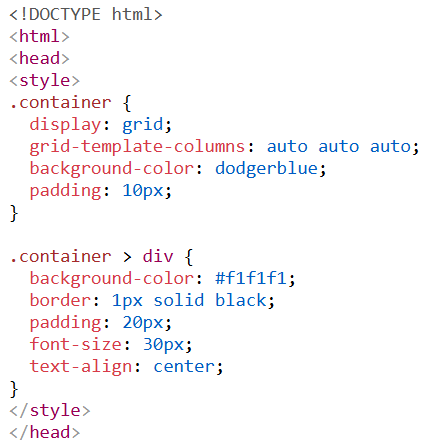 <!DOCTYPE html>
<html>
<head>
<style>
.container {
  display: grid;
  grid-template-columns: auto auto auto;
  background-color: dodgerblue;
  padding: 10px;
}

.container > div {
  background-color: #f1f1f1;
  border: 1px solid black;
  padding: 20px;
  font-size: 30px;
  text-align: center;
}
</style>
</head>